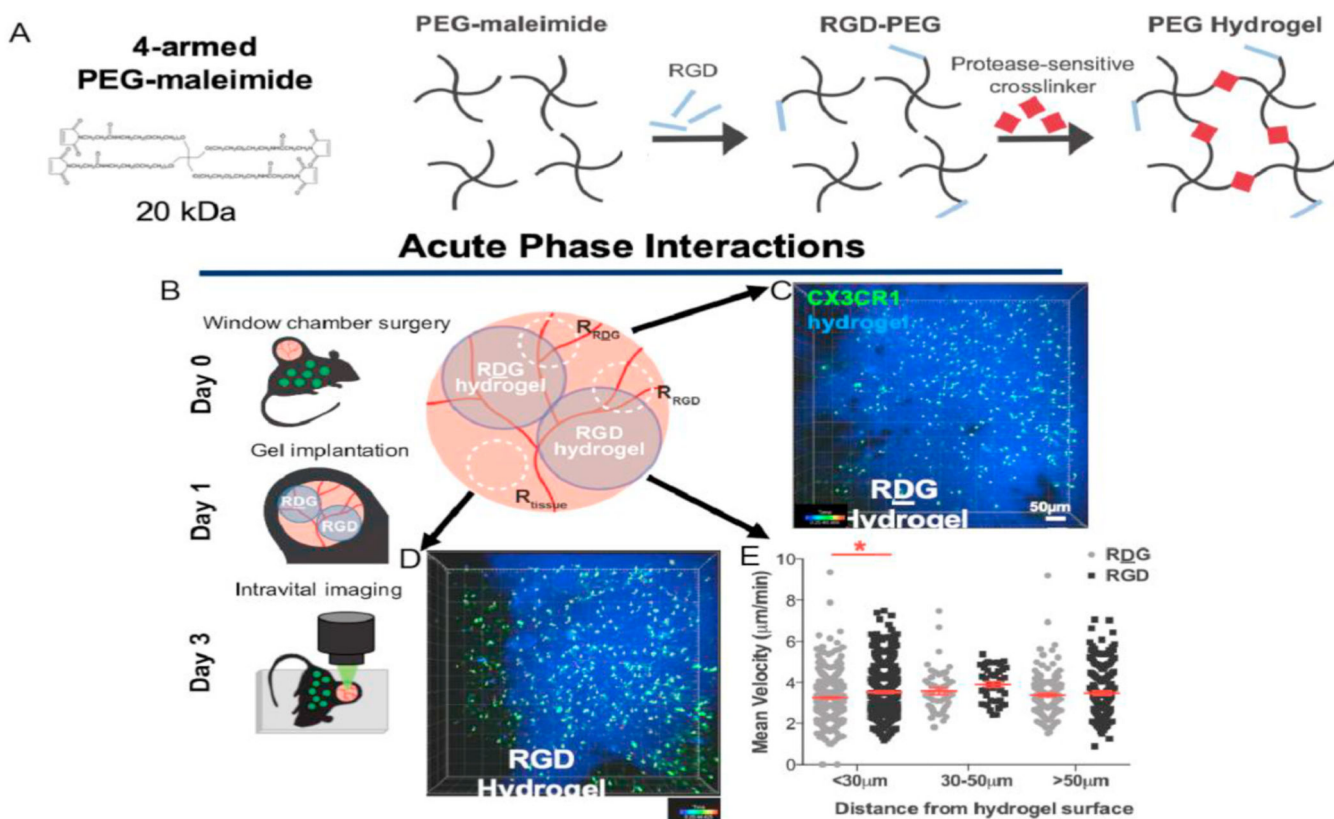 A
4-armed
PEG-maleimide
20 kDa
PEG-maleimide
RGD
RGD-PEG
Protease-sensitive
crosslinker
PEG Hydrogel
Acute Phase Interactions
B
Window chamber surgery
Day 0
Gel implantation
RDG
RGD
Day 1
Intravital imaging
Day 3
RDG
hydrogel
RGD
hydrogel
R RDG
R RGD
R tissue
C
CX3CR1
hydrogel
RDG
Hydrogel
50μm
D
RGD
Hydrogel
E
* 
RDG
RGD
Mean Velocity (μm/min)
10
8
6
4
2
0
<30μm
30-50μm
>50μm
Distance from hydrogel surface